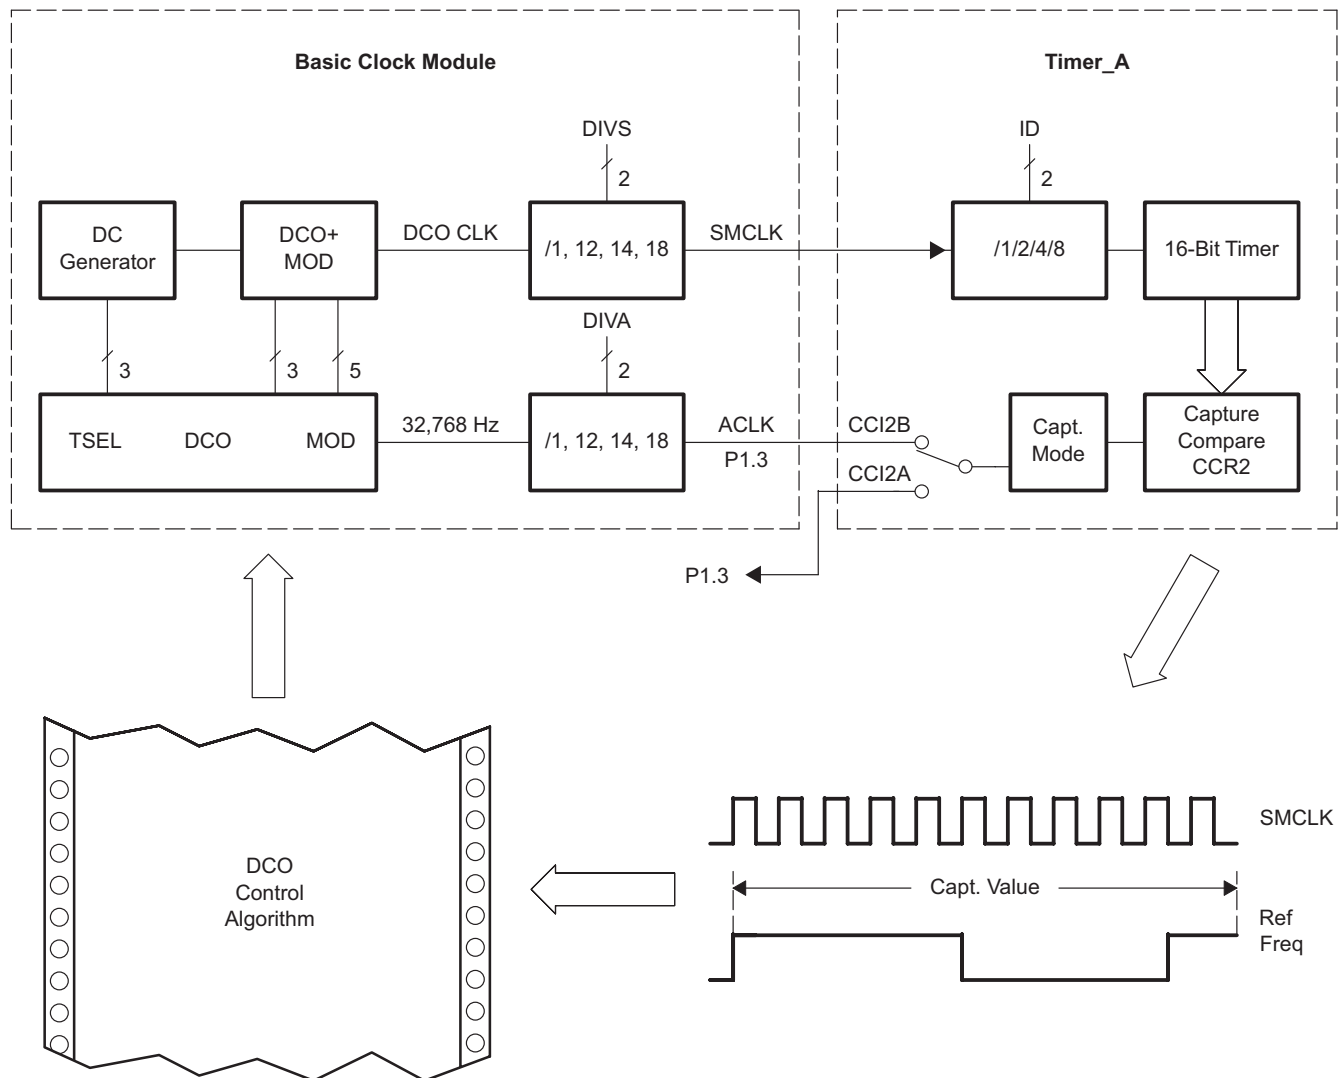 Basic Clock Module
Timer_A
DIVS
2
ID
2
DC
Generator
DCO+
MOD
DCO CLK
/1, 12, 14, 18
SMCLK
/1/2/4/8
16-Bit Timer
3
3
5
DIVA
2
TSEL
DCO
MOD
32,768 Hz
/1, 12, 14, 18
ACLK
P1.3
CCI2B
CCI2A
Capt.
Mode
Capture
Compare
CCR2
P1.3
DCO
Control
Algorithm
SMCLK
Capt. Value
Ref
Freq